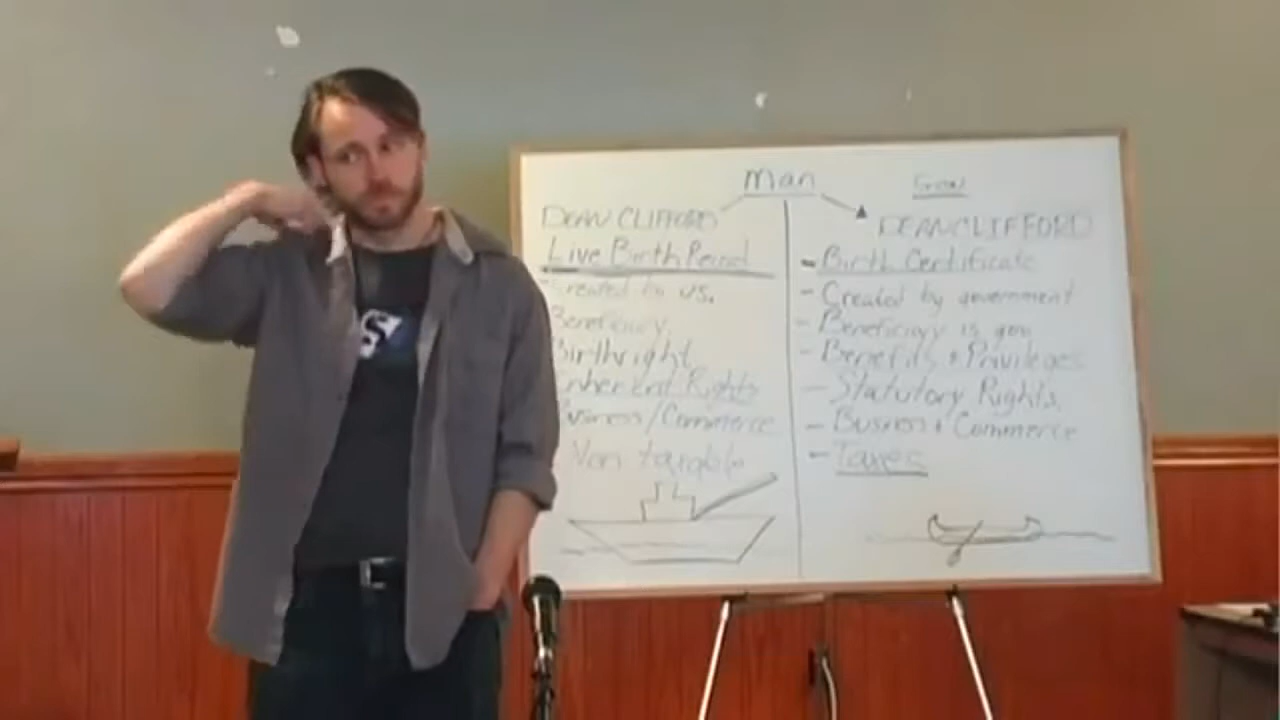 Man
DEAN CLIFFORD
Live Birth Record
Created by us.
Beneficiary
Birthright
Inherent Rights
Business/Commerce
Non taxable
DEAN CLIFFORD
- Birth Certificate
- Created by government
- Beneficiary is gov
- Benefits + Privileges
- Statutory Rights
- Business + Commerce
- Taxes
S